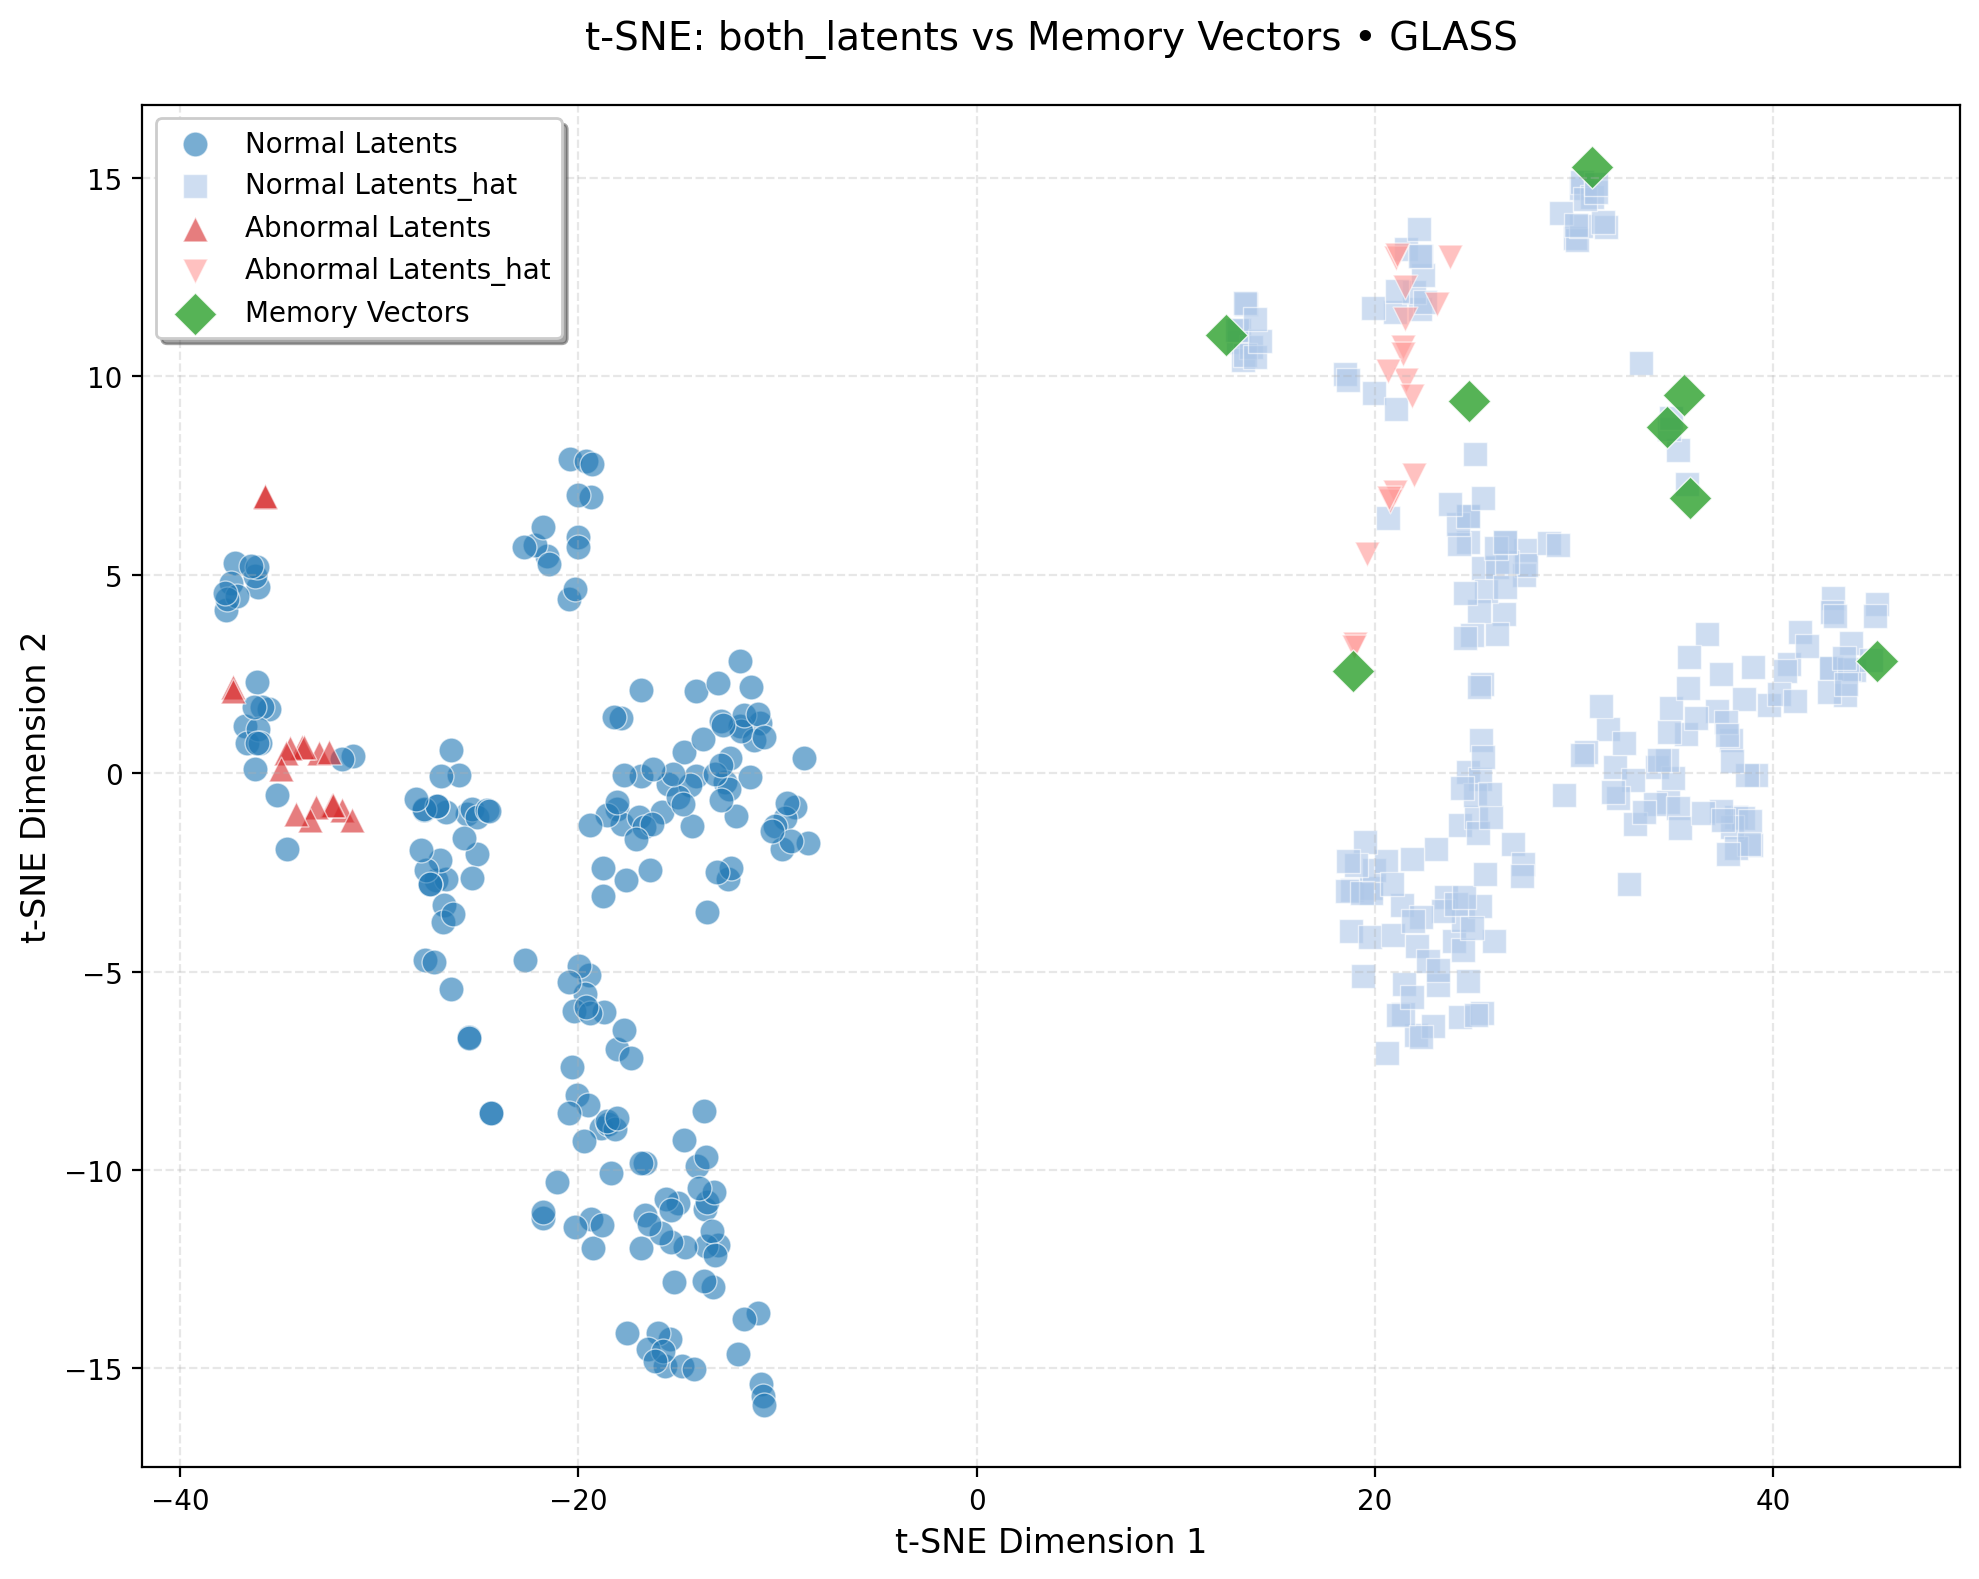 t-SNE: both_latents vs Memory Vectors • GLASS
Normal Latents
Normal Latents_hat
Abnormal Latents
Abnormal Latents_hat
Memory Vectors
15
10
5
0
−5
−10
−15
t-SNE Dimension 2
−40
−20
0
20
40
t-SNE Dimension 1